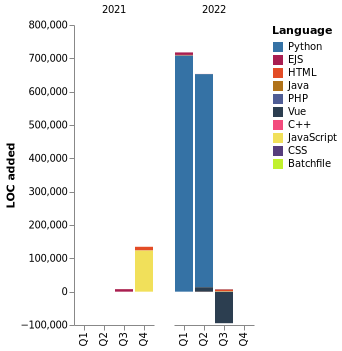 2021
2022
LOC added
800,000
700,000
600,000
500,000
400,000
300,000
200,000
100,000
0
−100,000
Q1
Q2
Q3
Q4
Q1
Q2
Q3
Q4
Language
Python
EJS
HTML
Java
PHP
Vue
C++
JavaScript
CSS
Batchfile